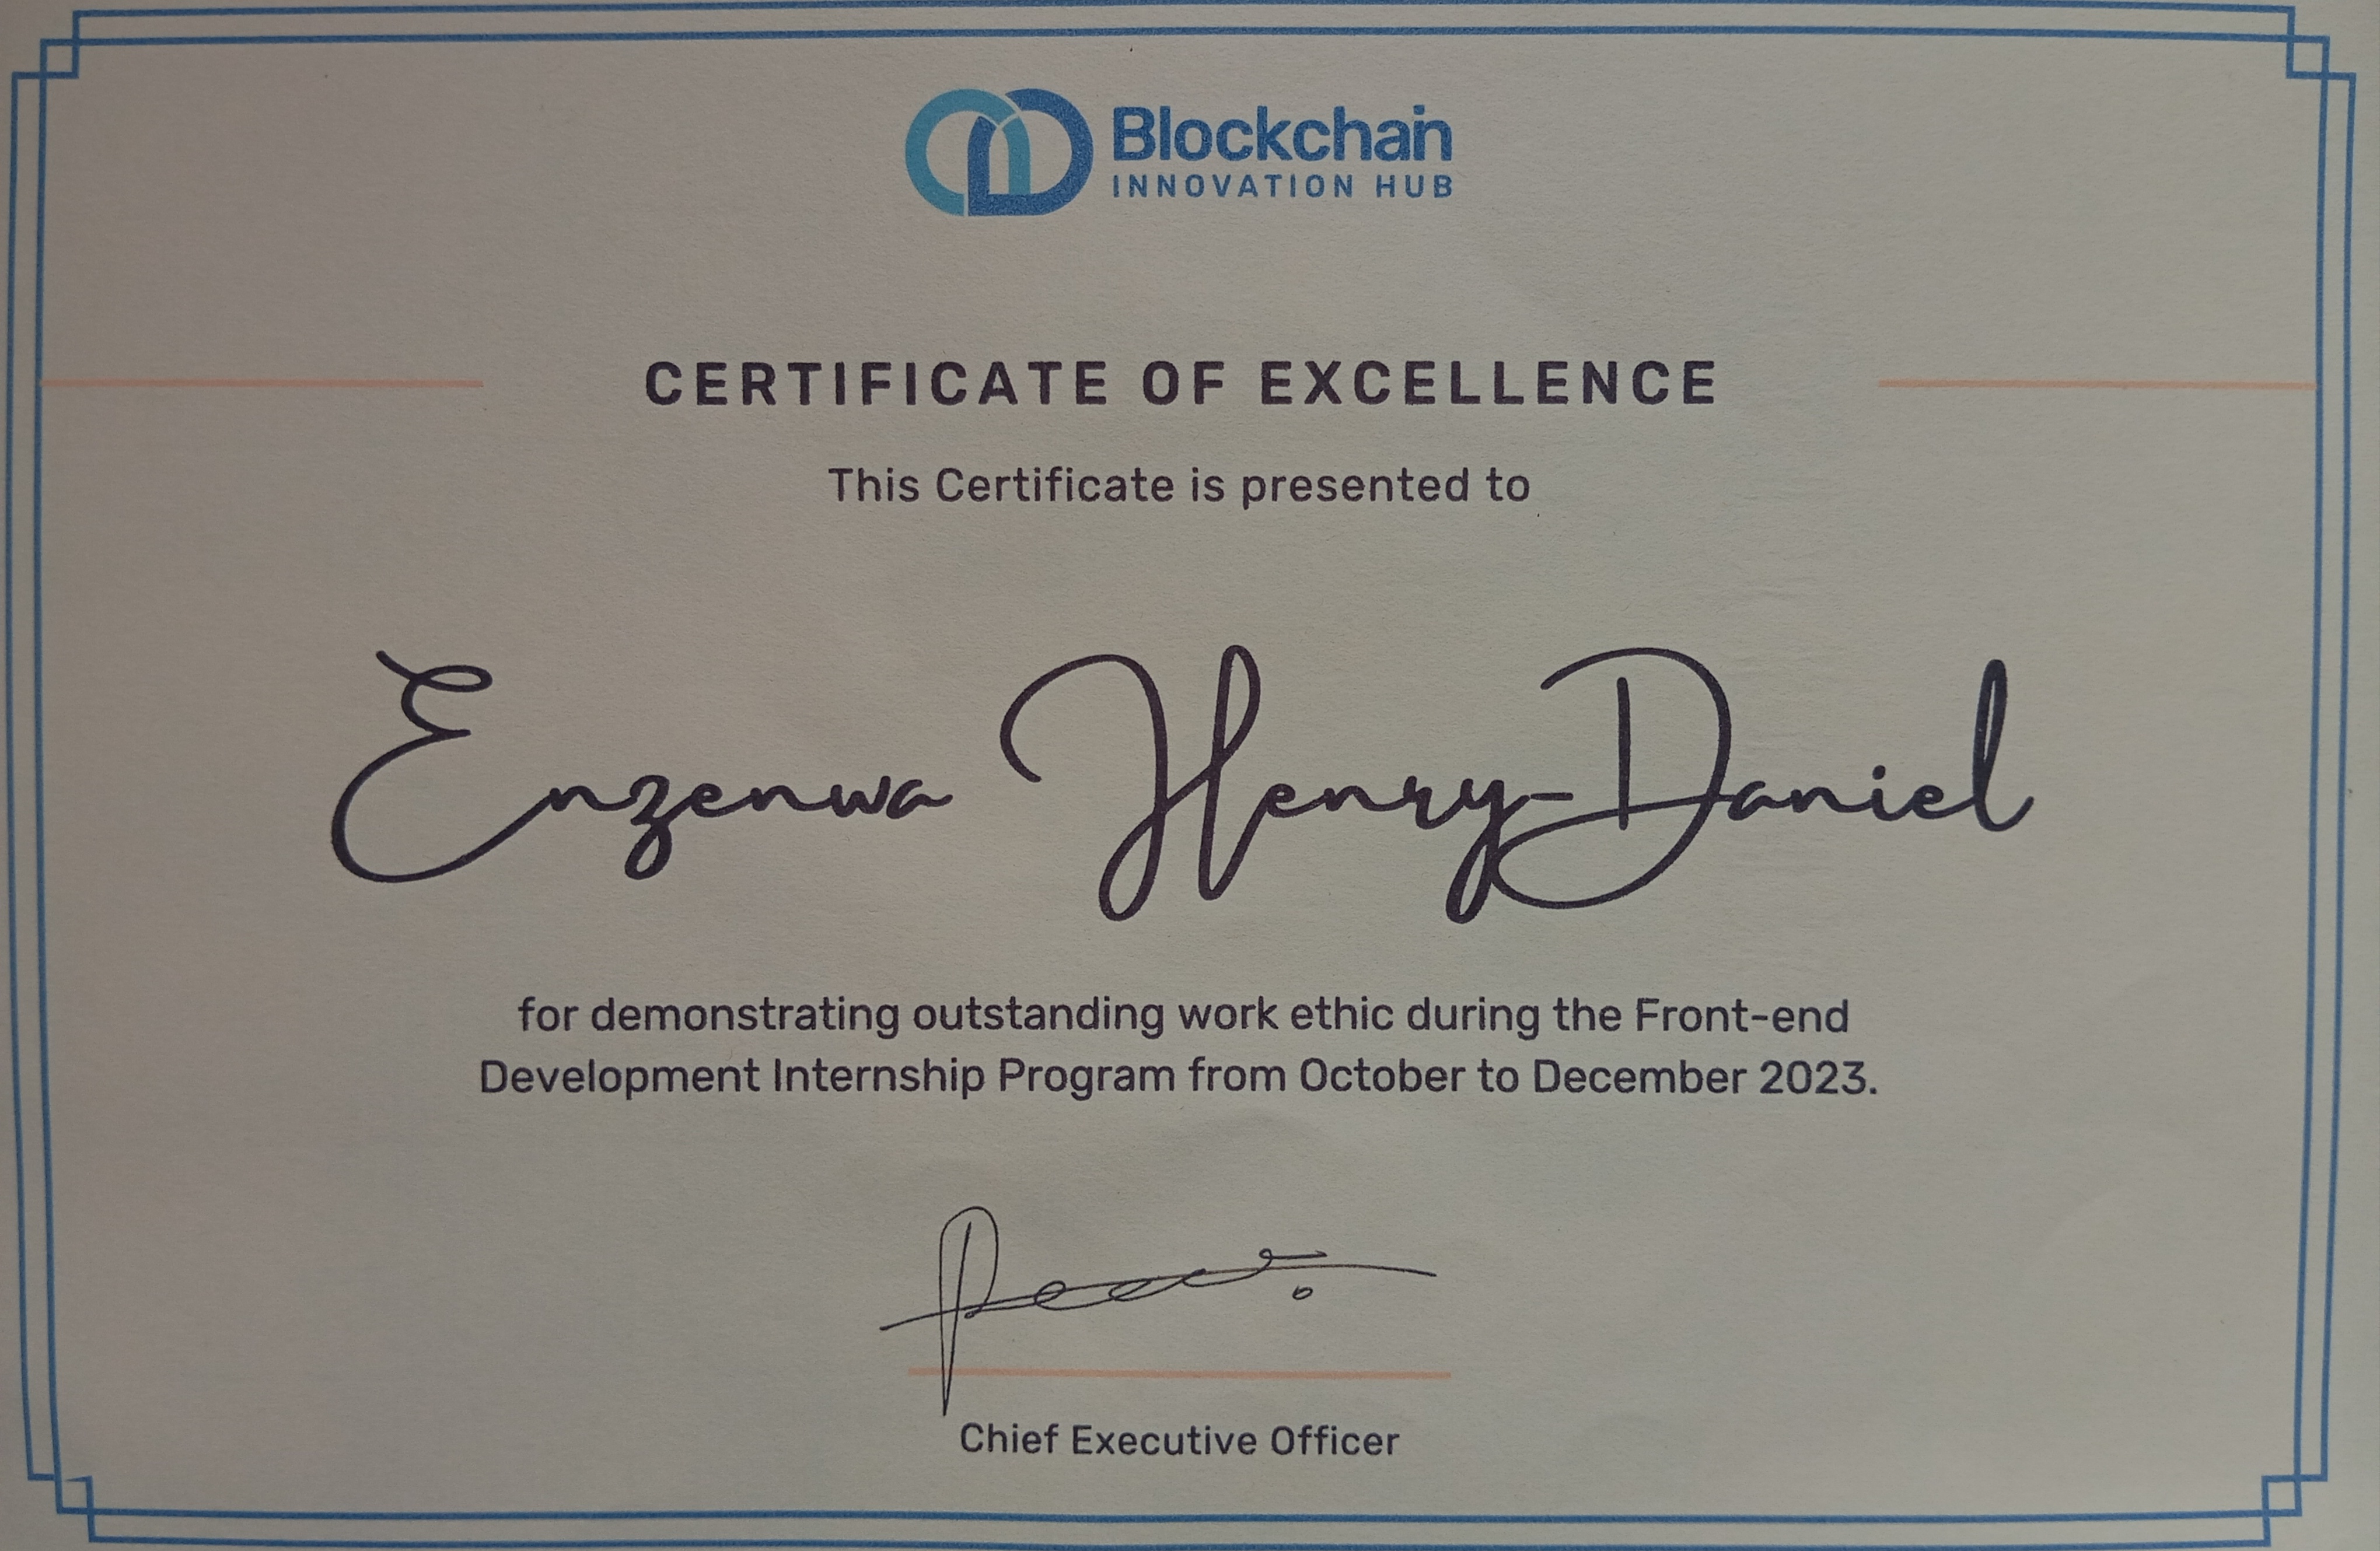 Blockchain
INNOVATION HUB
CERTIFICATE OF EXCELLENCE
This Certificate is presented to
Enzenwa Henry-Daniel
for demonstrating outstanding work ethic during the Front-end
Development Internship Program from October to December 2023.
Chief Executive Officer